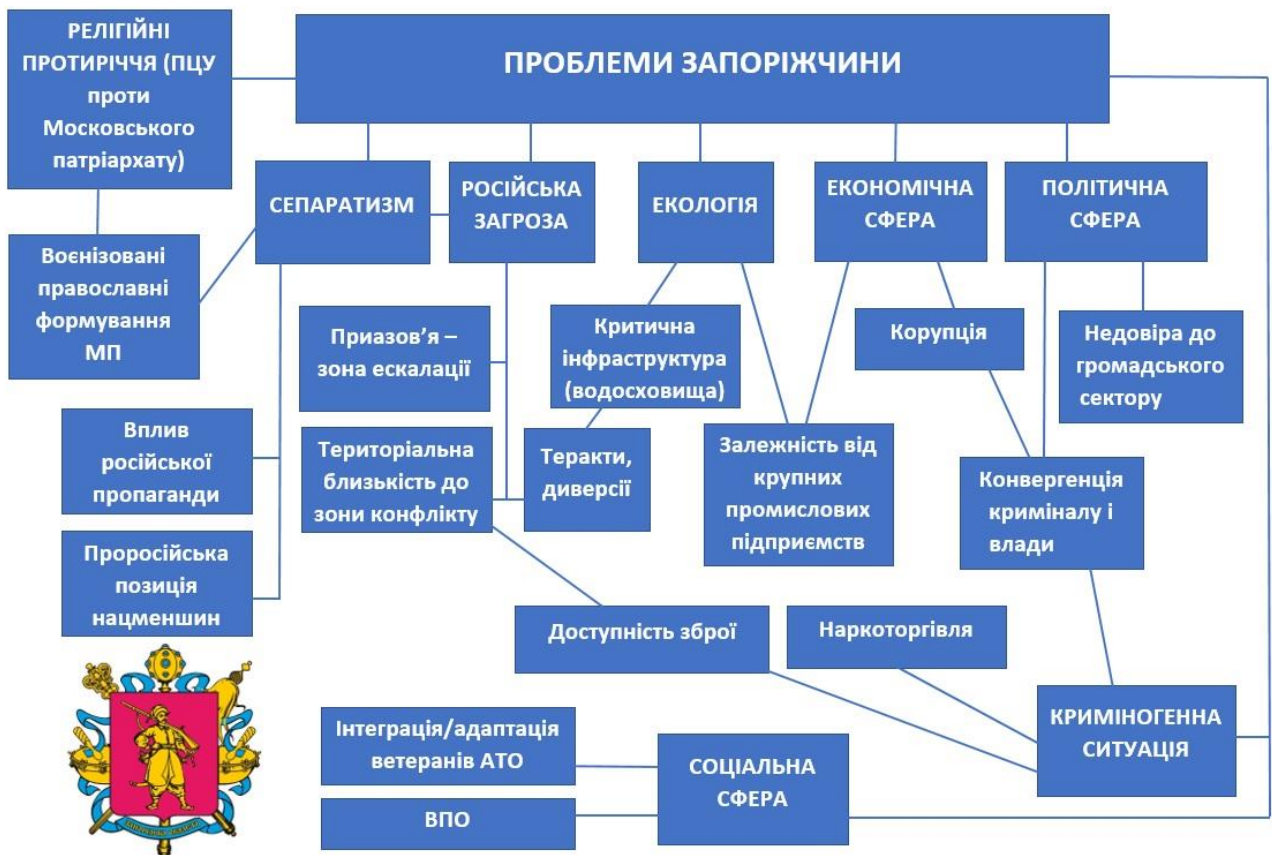 РЕЛІГІЙНІ
ПРОТИРІЧЧЯ (ПЦУ
проти
Московського
патріархату)
ПРОБЛЕМИ ЗАПОРІЖЧИНИ
СЕПАРАТИЗМ
РОСІЙСЬКА
ЗАГРОЗА
ЕКОЛОГІЯ
ЕКОНОМІЧНА
СФЕРА
ПОЛІТИЧНА
СФЕРА
Воєнізовані
православні
формування
МП
Приазов’я –
зона ескалації
Критична
інфраструктура
(водосховища)
Корупція
Недовіра до
громадського
сектору
Вплив
російської
пропаганди
Територіальна
близькість до
зони конфлікту
Теракти,
диверсії
Залежність від
крупних
промислових
підприємств
Конвергенція
криміналу і
влади
Проросійська
позиція
нацменшин
Доступність зброї
Наркоторгівля
Інтеграція/адаптація
ветеранів АТО
СОЦІАЛЬНА
СФЕРА
КРИМІНОГЕННА
СИТУАЦІЯ
ВПО